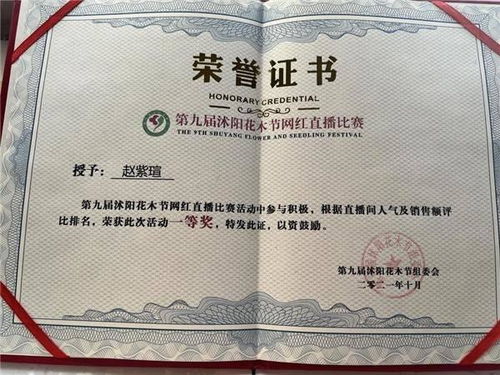 荣誉证书
HONORARY CREDENTIAL
第九届沭阳花木节网红直播比赛
THE 9TH SHUYANG FLOWER AND SEEDLING FESTIVAL
授予： 赵紫瑄
第九届沭阳花木节网红直播比赛活动中参与积极，根据直播间人气及销售额评
比排名，荣获此次活动一等奖，特发此证，以资鼓励。
第九届沭阳花木节组委会
二零二一年十月